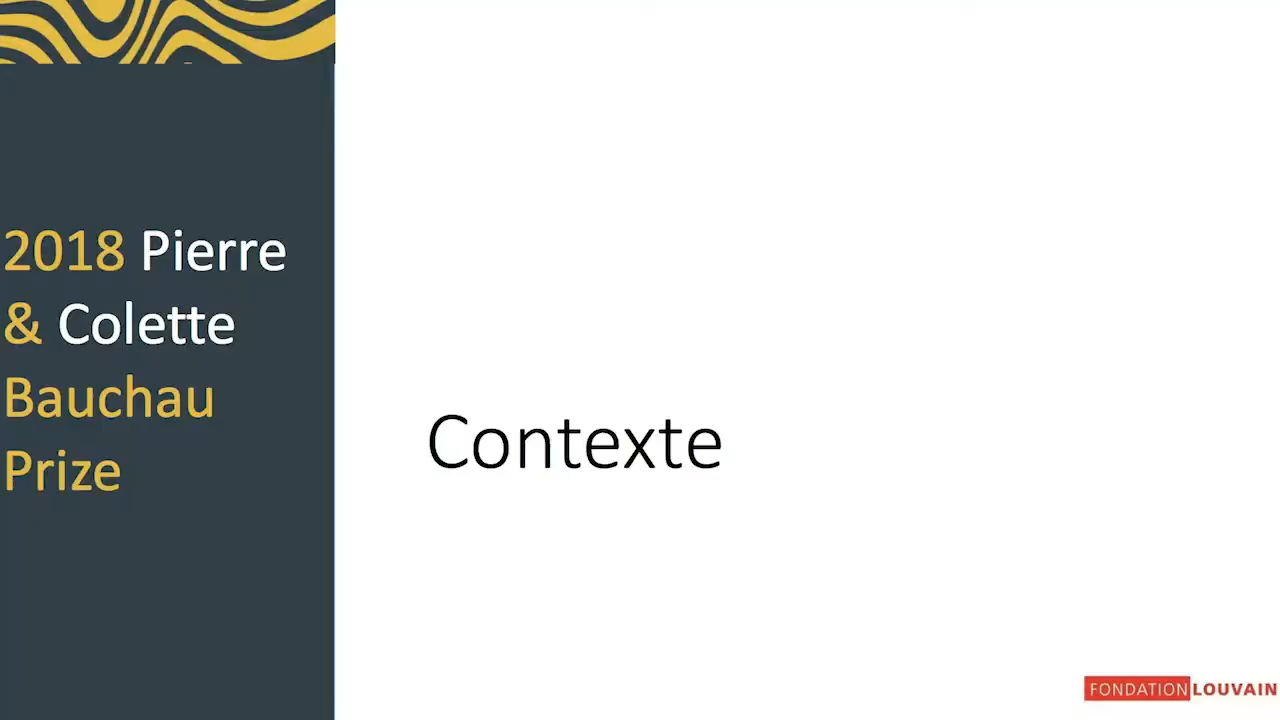 2018 Pierre
& Colette
Bauchau
Prize
Contexte
FONDATION LOUVAIN